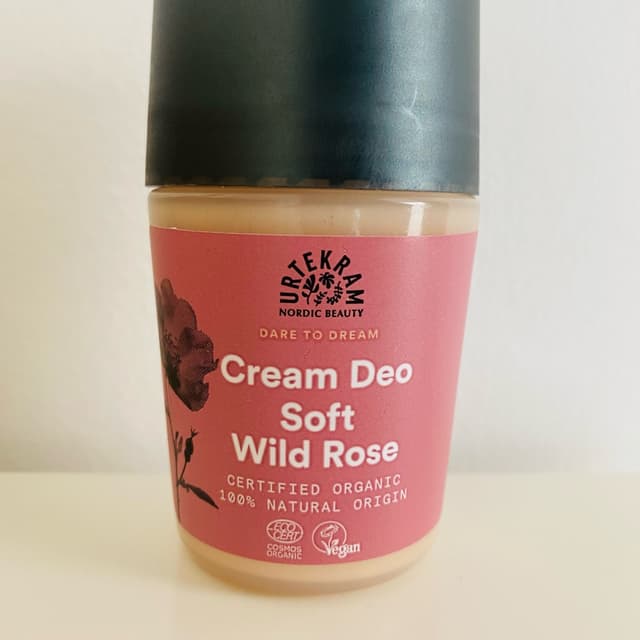 URTEKRAM
NORDIC BEAUTY
DARE TO DREAM
Cream Deo
Soft
Wild Rose
CERTIFIED ORGANIC
100% NATURAL ORIGIN
ECO
CERT
COSMOS
ORGANIC
Vegan